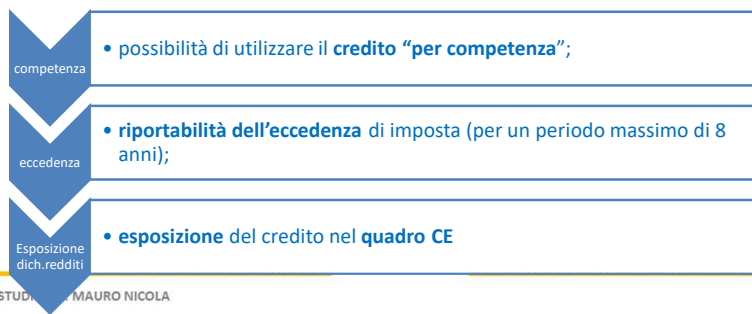 competenza
• possibilità di utilizzare il credito “per competenza”;
eccedenza
• riportabilità dell’eccedenza di imposta (per un periodo massimo di 8
anni);
Esposizione
dich.redditi
• esposizione del credito nel quadro CE
MAURO NICOLA